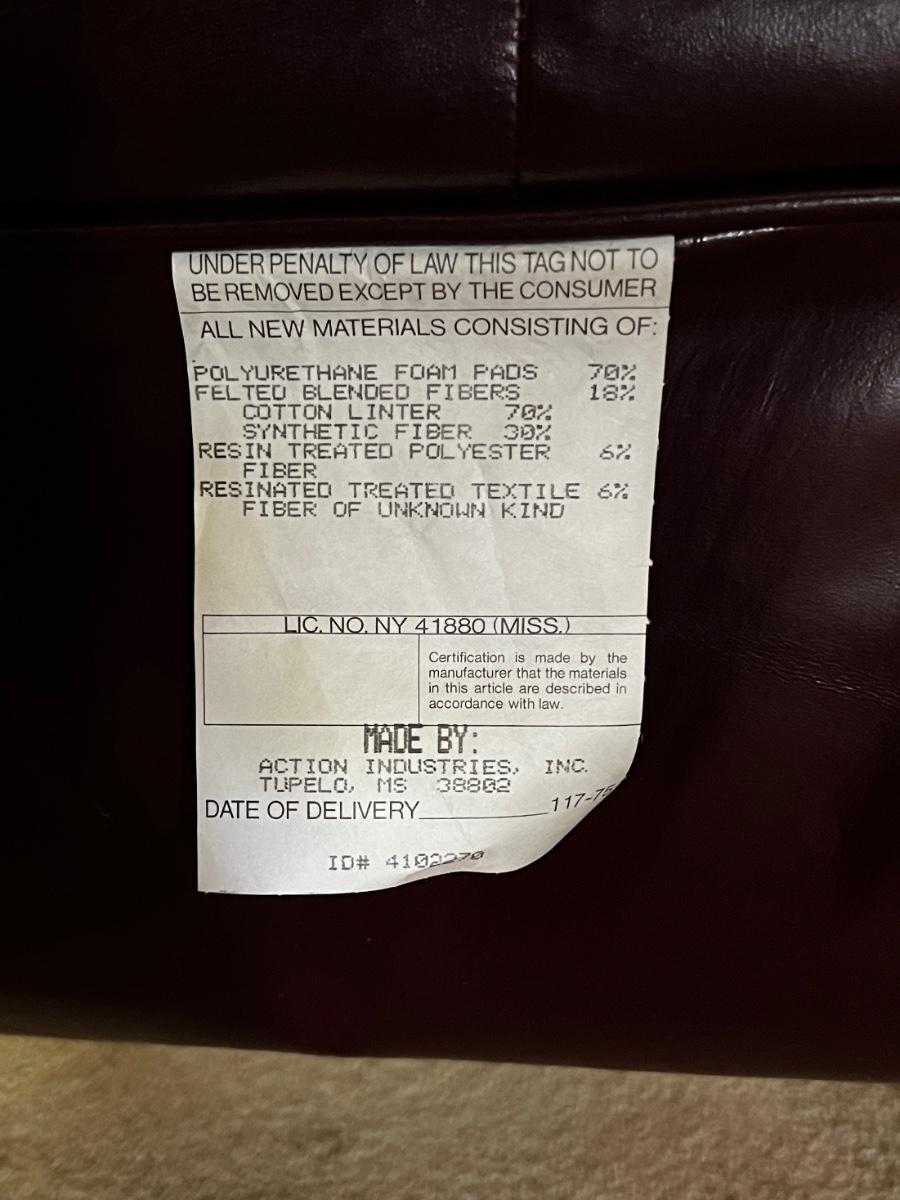 UNDER PENALTY OF LAW THIS TAG NOT TO
BE REMOVED EXCEPT BY THE CONSUMER
ALL NEW MATERIALS CONSISTING OF:
POLYURETHANE FOAM PADS 70%
FELTED BLENDED FIBERS 18%
COTTON LINTER 70%
SYNTHETIC FIBER 30%
RESIN TREATED POLYESTER 6%
FIBER
RESINATED TREATED TEXTILE 6%
FIBER OF UNKNOWN KIND
LIC. NO. NY 41880 (MISS.)
Certification is made by the
manufacturer that the materials
in this article are described in
accordance with law.
MADE BY:
ACTION INDUSTRIES, INC.
TUPELO, MS 38802
DATE OF DELIVERY
ID# 4102270